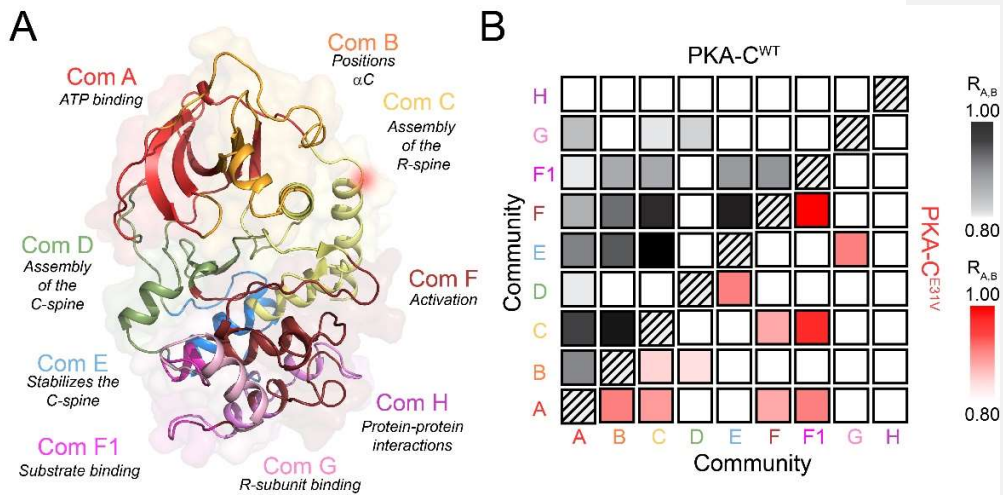 A
Com A
ATP binding
Com B
Positions
αC
Com C
Assembly
of the
R-spine
Com D
Assembly
of the
C-spine
Com F
Activation
Com E
Stabilizes the
C-spine
Com H
Protein-protein
interactions
Com F1
Substrate binding
Com G
R-subunit binding
B
PKA-C^WT
Community
H
G
F1
F
E
D
C
B
A
A B C D E F F1 G H
Community
PKA-C^E31V
R_A,B
1.00
0.80
R_A,B
1.00
0.80